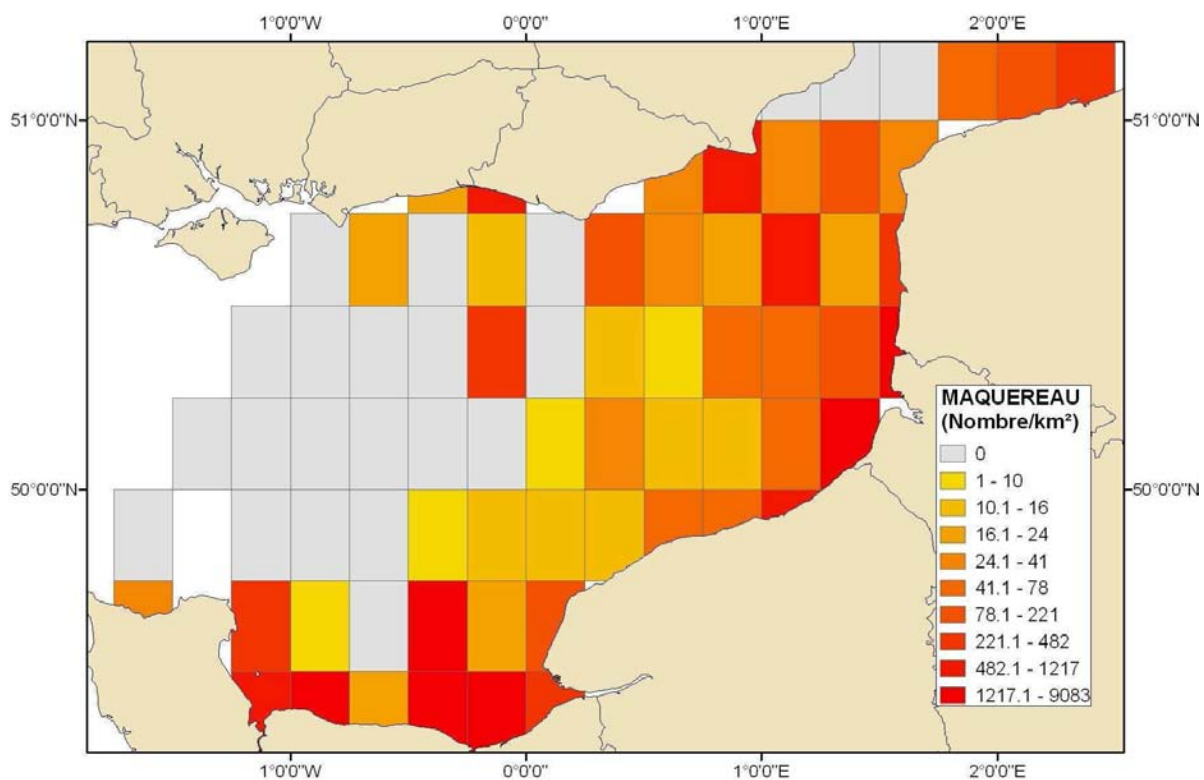 1°0'0"W 0°0'0" 1°0'0"E 2°0'0"E
51°0'0"N 51°0'0"N
MAQUEREAU
(Nombre/km²)
0
1 - 10
10.1 - 16
16.1 - 24
24.1 - 41
41.1 - 78
78.1 - 221
221.1 - 482
482.1 - 1217
1217.1 - 9083
50°0'0"N 50°0'0"N
1°0'0"W 0°0'0" 1°0'0"E 2°0'0"E